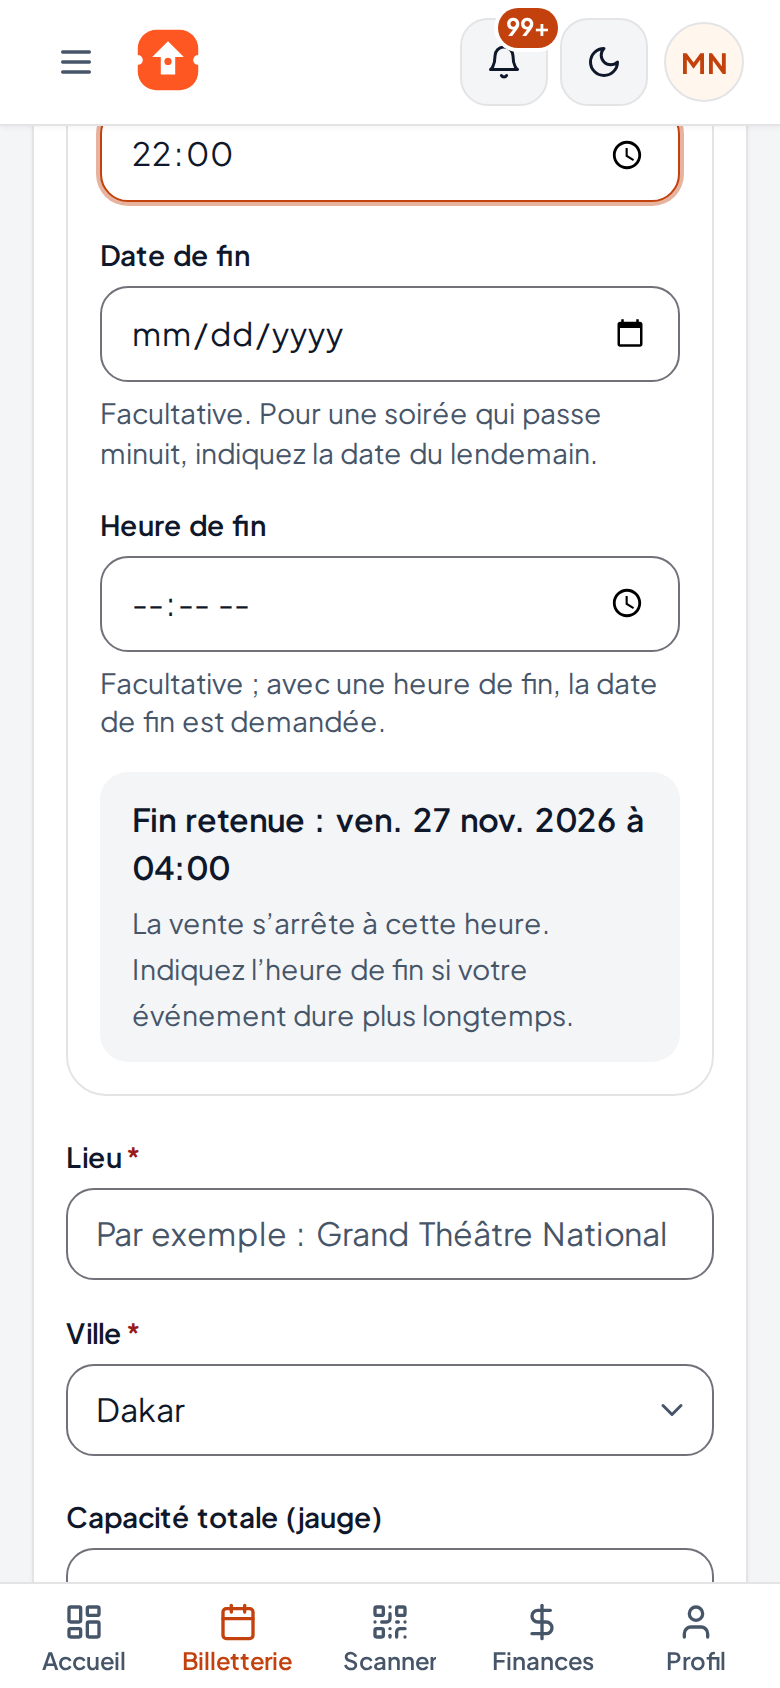 99+
MN
22:00
Date de fin
mm/dd/yyyy
Facultative. Pour une soirée qui passe
minuit, indiquez la date du lendemain.
Heure de fin
--:-- --
Facultative ; avec une heure de fin, la date
de fin est demandée.
Fin retenue : ven. 27 nov. 2026 à
04:00
La vente s’arrête à cette heure.
Indiquez l’heure de fin si votre
événement dure plus longtemps.
Lieu *
Par exemple : Grand Théâtre National
Ville *
Dakar
Capacité totale (jauge)
Accueil
Billetterie
Scanner
Finances
Profil